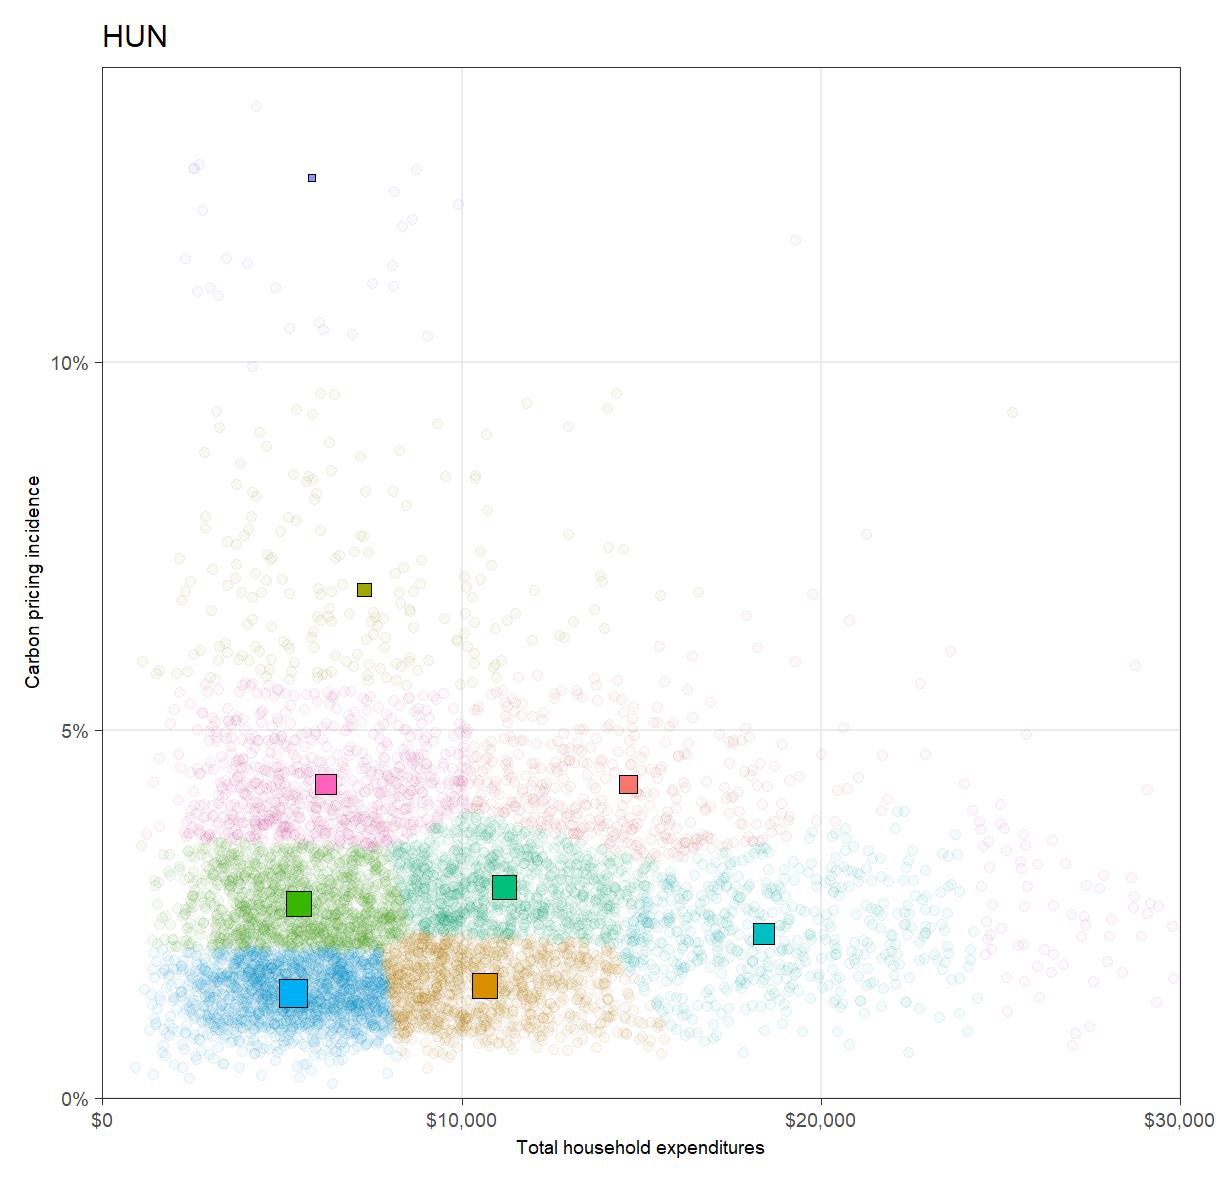 HUN
Carbon pricing incidence
10%
5%
0%
$0
$10,000
$20,000
$30,000
Total household expenditures